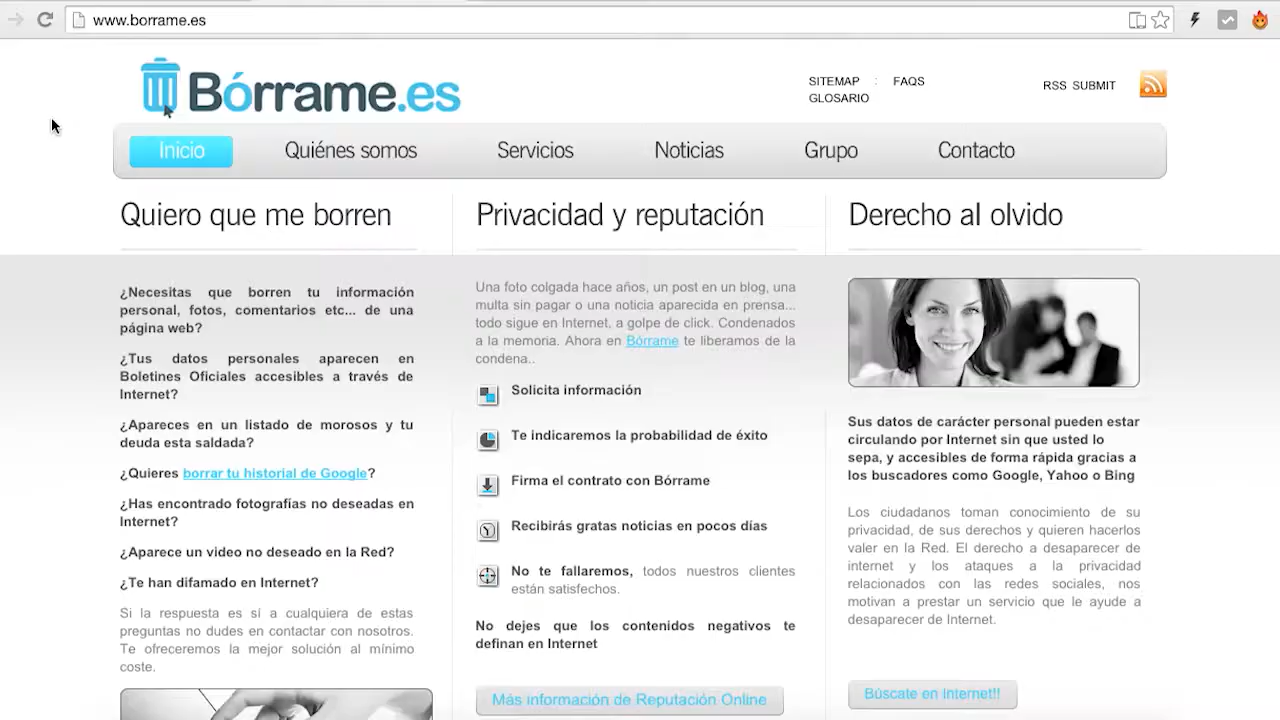 www.borrame.es
Bórrame.es
SITEMAP : FAQS
GLOSARIO
RSS SUBMIT
Inicio Quiénes somos Servicios Noticias Grupo Contacto
Quiero que me borren
¿Necesitas que borren tu información
personal, fotos, comentarios etc... de una
página web?
¿Tus datos personales aparecen en
Boletines Oficiales accesibles a través de
Internet?
¿Apareces en un listado de morosos y tu
deuda esta saldada?
¿Quieres borrar tu historial de Google?
¿Has encontrado fotografías no deseadas en
Internet?
¿Aparece un video no deseado en la Red?
¿Te han difamado en Internet?
Si la respuesta es sí a cualquiera de estas
preguntas no dudes en contactar con nosotros.
Te ofreceremos la mejor solución al mínimo
coste.
Privacidad y reputación
Una foto colgada hace años, un post en un blog, una
multa sin pagar o una noticia aparecida en prensa...
todo sigue en Internet, a golpe de click. Condenados
a la memoria. Ahora en Bórrame te liberamos de la
condena..
Solicita información
Te indicaremos la probabilidad de éxito
Firma el contrato con Bórrame
Recibirás gratas noticias en pocos días
No te fallaremos, todos nuestros clientes
están satisfechos.
No dejes que los contenidos negativos te
definan en Internet
Más información de Reputación Online
Derecho al olvido
Sus datos de carácter personal pueden estar
circulando por Internet sin que usted lo
sepa, y accesibles de forma rápida gracias a
los buscadores como Google, Yahoo o Bing
Los ciudadanos toman conocimiento de su
privacidad, de sus derechos y quieren hacerlos
valer en la Red. El derecho a desaparecer de
internet y los ataques a la privacidad
relacionados con las redes sociales, nos
motivan a prestar un servicio que le ayude a
desaparecer de Internet.
Búscate en Internet!!